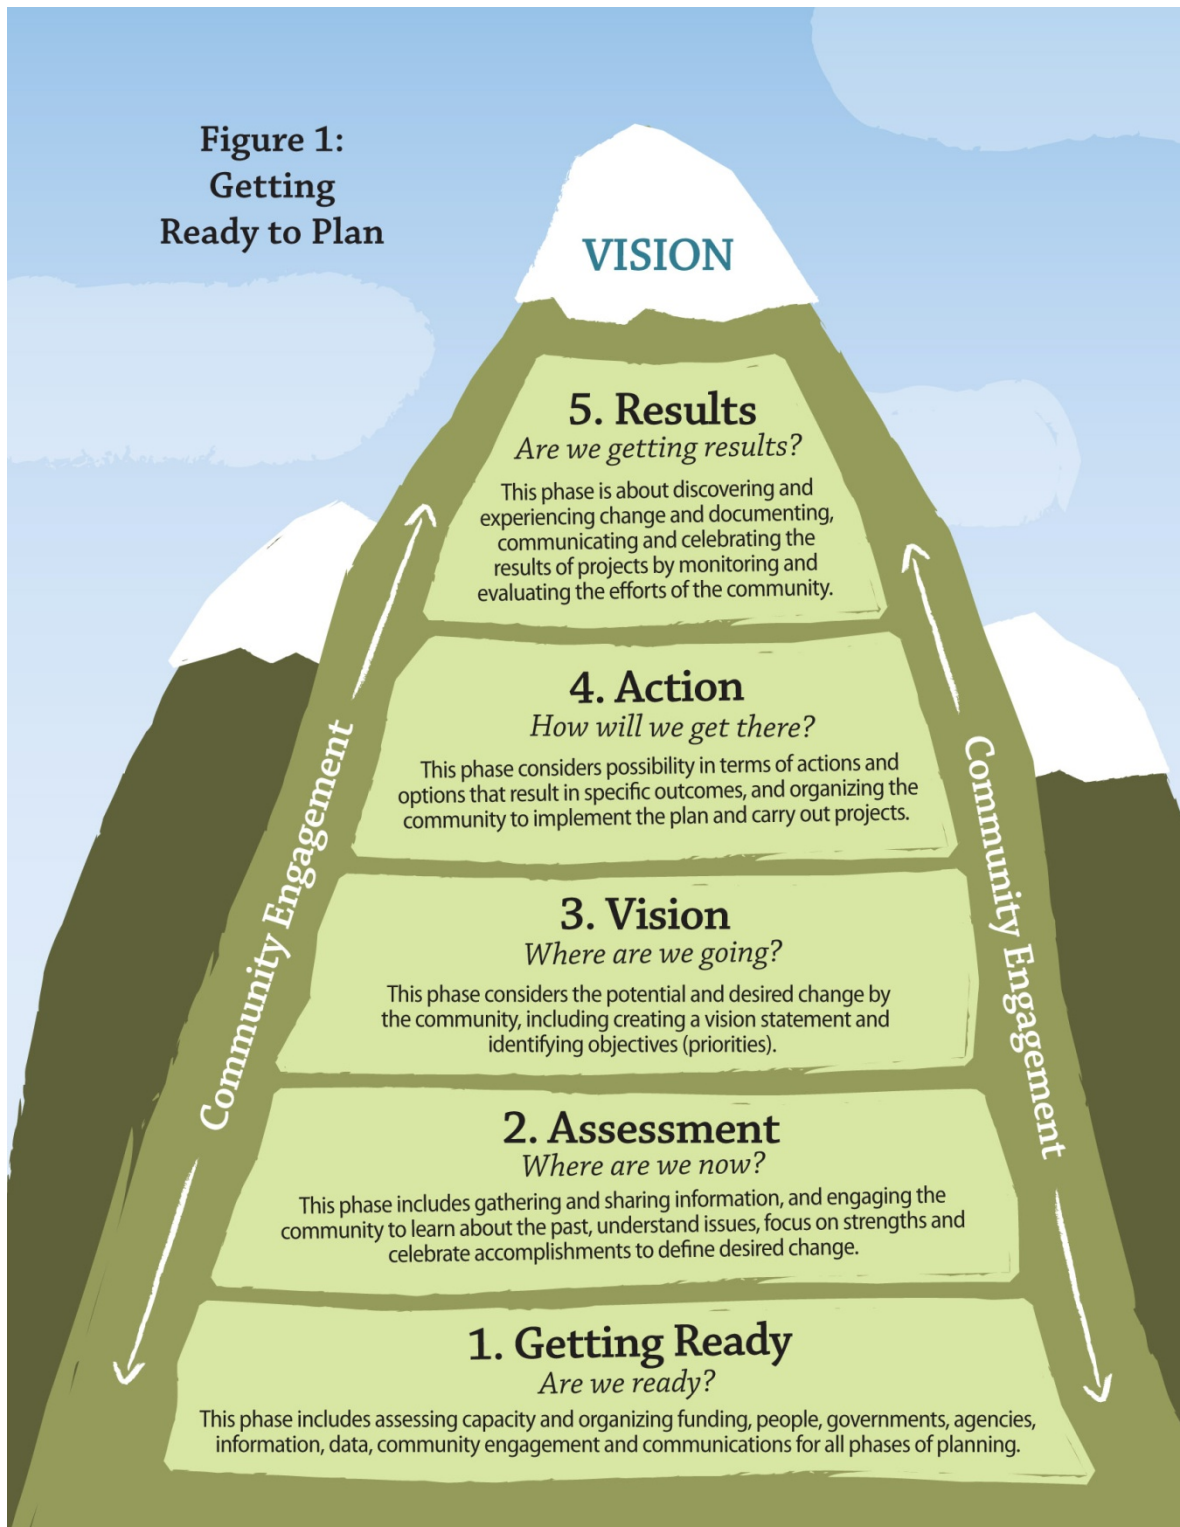 Figure 1:
Getting
Ready to Plan
VISION
5. Results
Are we getting results?
This phase is about discovering and
experiencing change and documenting,
communicating and celebrating the
results of projects by monitoring and
evaluating the efforts of the community.
4. Action
How will we get there?
This phase considers possibility in terms of actions and
options that result in specific outcomes, and organizing the
community to implement the plan and carry out projects.
3. Vision
Where are we going?
This phase considers the potential and desired change by
the community, including creating a vision statement and
identifying objectives (priorities).
2. Assessment
Where are we now?
This phase includes gathering and sharing information, and engaging the
community to learn about the past, understand issues, focus on strengths and
celebrate accomplishments to define desired change.
1. Getting Ready
Are we ready?
This phase includes assessing capacity and organizing funding, people, governments, agencies,
information, data, community engagement and communications for all phases of planning.
Community Engagement
Community Engagement